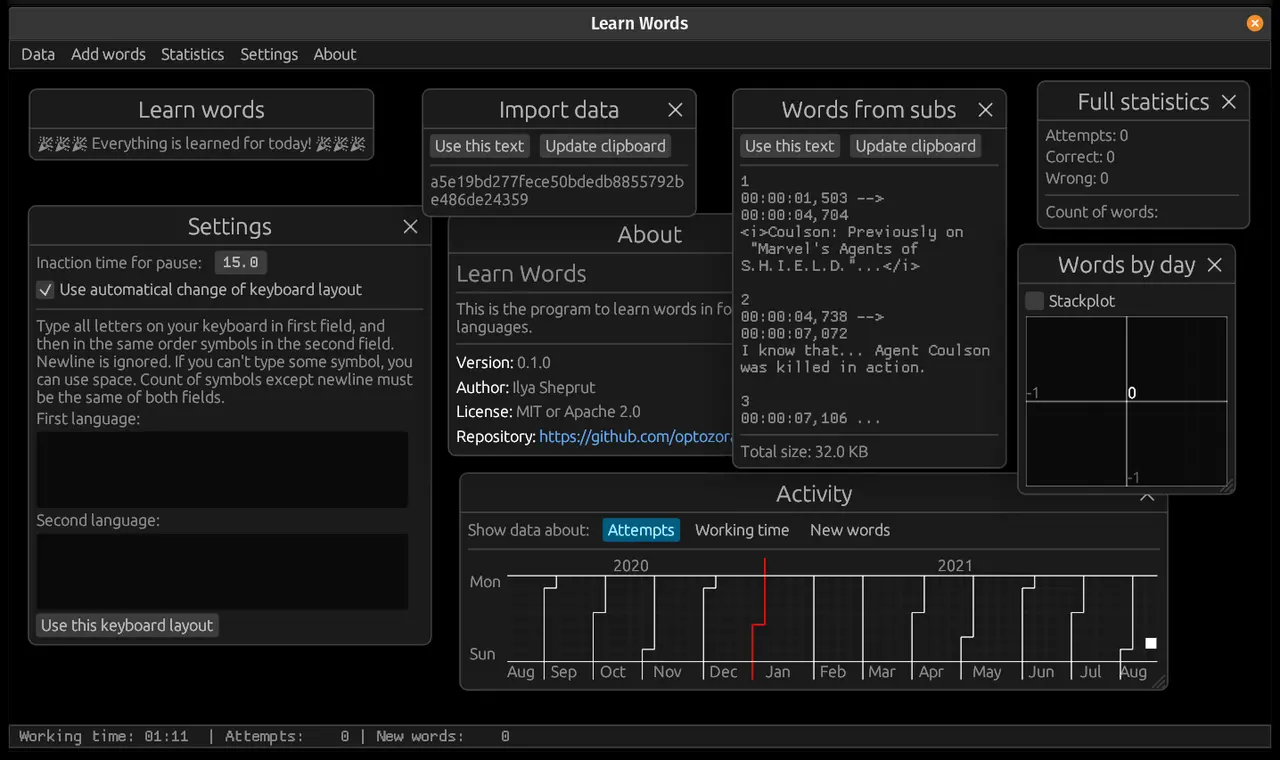 Learn Words
Data Add words Statistics Settings About
Learn words
Everything is learned for today!
Settings
Inaction time for pause: 15.0
Use automatical change of keyboard layout
Type all letters on your keyboard in first field, and
then in the same order symbols in the second field.
Newline is ignored. If you can't type some symbol, you
can use space. Count of symbols except newline must
be the same of both fields.
First language:
Second language:
Use this keyboard layout
Import data
Use this text Update clipboard
a5e19bd277fece50bdedb8855792b
e486de24359
About
Learn Words
This is the program to learn words in
languages.
Version: 0.1.0
Author: Ilya Sheprut
License: MIT or Apache 2.0
Repository: https://github.com/optozora
Words from subs
Use this text Update clipboard
1
00:00:01,503 -->
00:00:04,704
<i>Coulson: Previously on
"Marvel's Agents of
S.H.I.E.L.D."...</i>
2
00:00:04,738 -->
00:00:07,072
I know that... Agent Coulson
was killed in action.
3
00:00:07,106 ...
Total size: 32.0 KB
Full statistics
Attempts: 0
Correct: 0
Wrong: 0
Count of words:
Words by day
Stackplot
-1 0
-1
Activity
Show data about: Attempts Working time New words
2020 2021
Mon
Sun
Aug Sep Oct Nov Dec Jan Feb Mar Apr May Jun Jul Aug
Working time: 01:11 | Attempts: 0 | New words: 0